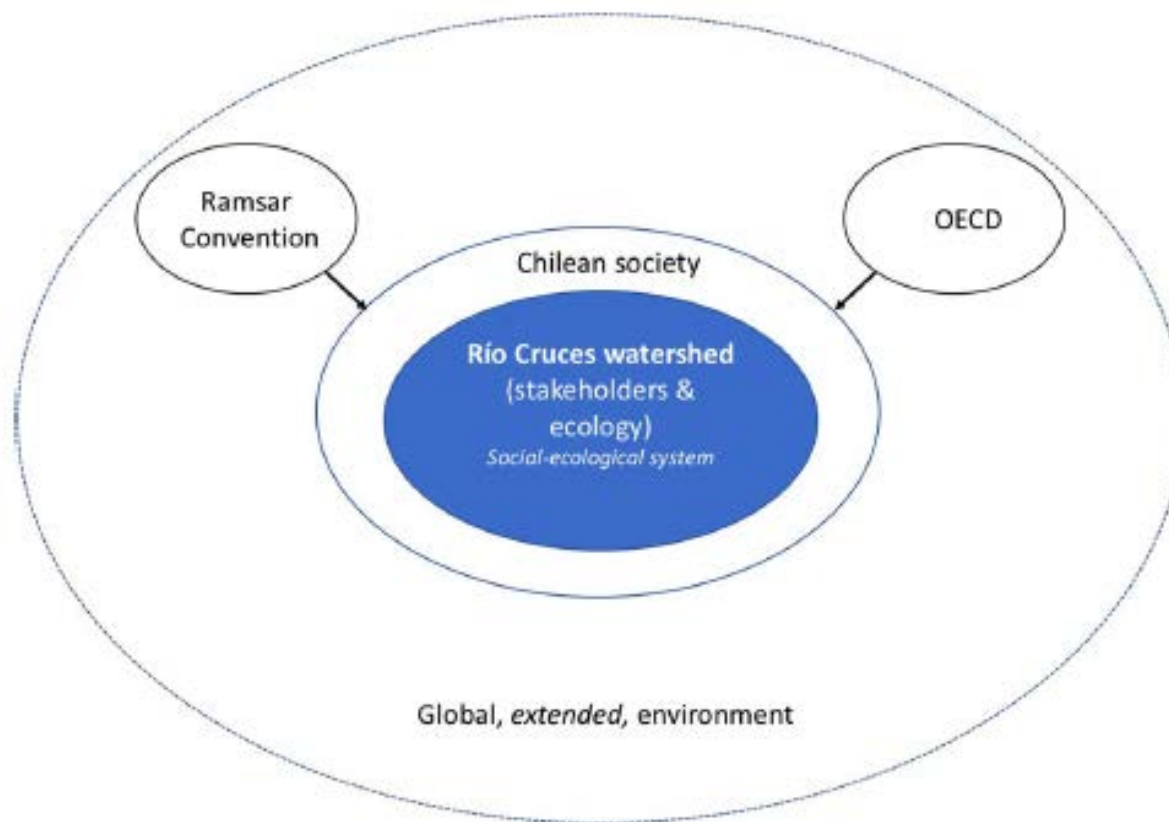 Ramsar
Convention
OECD
Chilean society
Río Cruces watershed
(stakeholders &
ecology)
Social-ecological system
Global, extended, environment